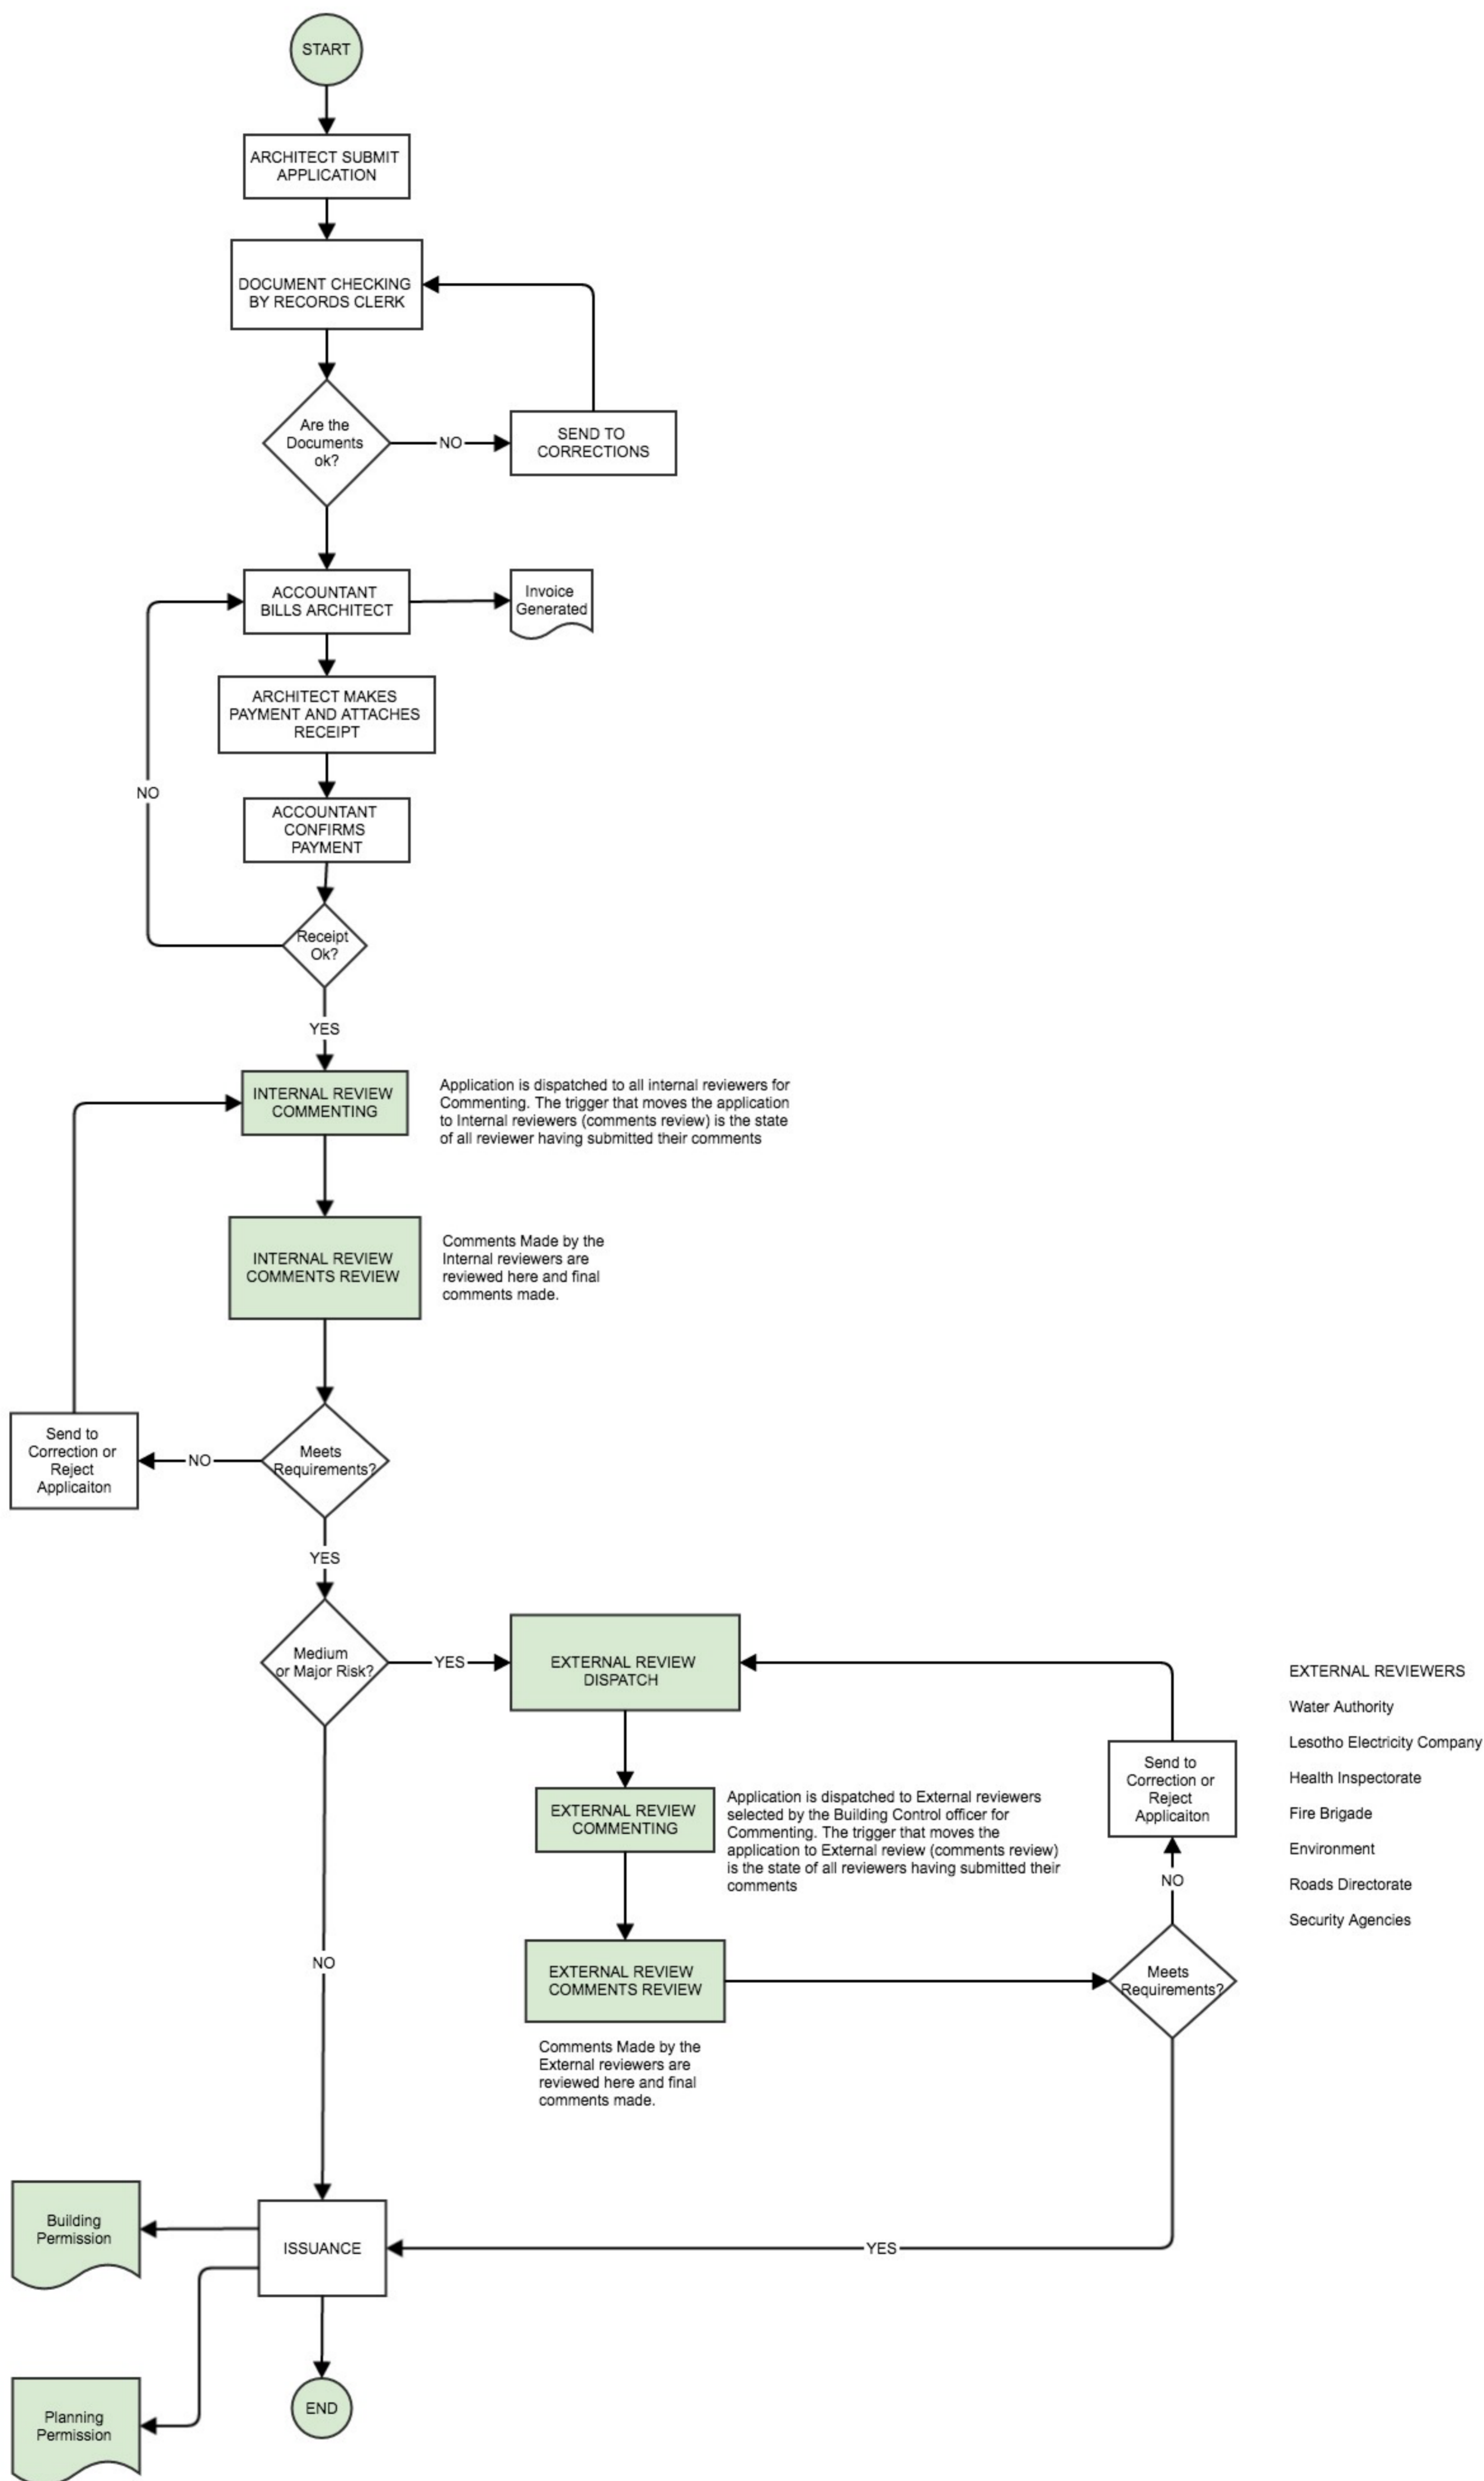 START
ARCHITECT SUBMIT
APPLICATION
DOCUMENT CHECKING
BY RECORDS CLERK
Are the
Documents
ok?
NO
SEND TO
CORRECTIONS
ACCOUNTANT
BILLS ARCHITECT
Invoice
Generated
ARCHITECT MAKES
PAYMENT AND ATTACHES
RECEIPT
NO
ACCOUNTANT
CONFIRMS
PAYMENT
Receipt
Ok?
YES
INTERNAL REVIEW
COMMENTING
Application is dispatched to all internal reviewers for
Commenting. The trigger that moves the application
to Internal reviewers (comments review) is the state
of all reviewer having submitted their comments
INTERNAL REVIEW
COMMENTS REVIEW
Comments Made by the
Internal reviewers are
reviewed here and final
comments made.
Send to
Correction or
Reject
Applicaiton
NO
Meets
Requirements?
YES
Medium
or Major Risk?
YES
EXTERNAL REVIEW
DISPATCH
EXTERNAL REVIEW
COMMENTING
Application is dispatched to External reviewers
selected by the Building Control officer for
Commenting. The trigger that moves the
application to External review (comments review)
is the state of all reviewers having submitted their
comments
Send to
Correction or
Reject
Applicaiton
NO
EXTERNAL REVIEWERS
Water Authority
Lesotho Electricity Company
Health Inspectorate
Fire Brigade
Environment
Roads Directorate
Security Agencies
NO
EXTERNAL REVIEW
COMMENTS REVIEW
Meets
Requirements?
Comments Made by the
External reviewers are
reviewed here and final
comments made.
Building
Permission
ISSUANCE
YES
Planning
Permission
END